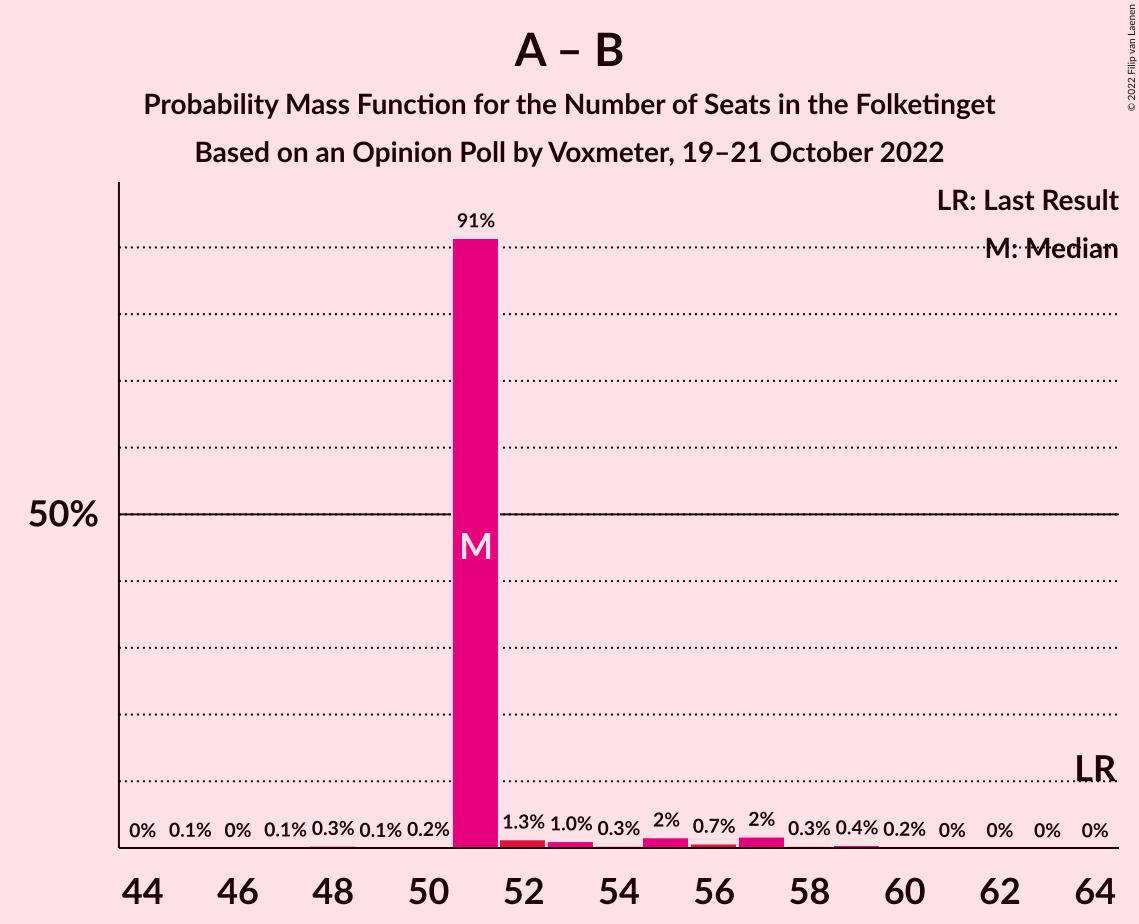 A – B
Probability Mass Function for the Number of Seats in the Folketinget
Based on an Opinion Poll by Voxmeter, 19–21 October 2022
© 2022 Filip van Laenen
LR: Last Result
M: Median
91%
50%
M
LR
0% 0.1% 0% 0.1% 0.3% 0.1% 0.2% 1.3% 1.0% 0.3% 2% 0.7% 2% 0.3% 0.4% 0.2% 0% 0% 0% 0%
44 46 48 50 52 54 56 58 60 62 64